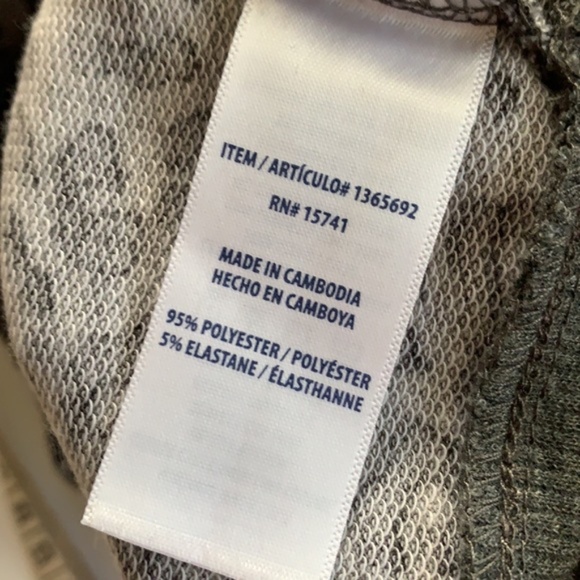 ITEM / ARTÍCULO# 1365692
RN# 15741
MADE IN CAMBODIA
HECHO EN CAMBOYA
95% POLYESTER / POLYÉSTER
5% ELASTANE / ÉLASTHANNE